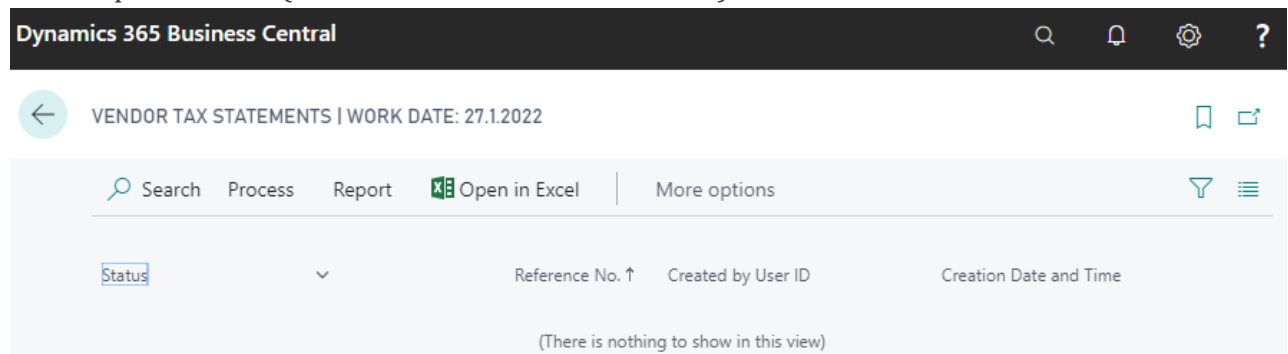 Dynamics 365 Business Central ?
VENDOR TAX STATEMENTS | WORK DATE: 27.1.2022
Search Process Report Open in Excel More options
Status Reference No. ↑ Created by User ID Creation Date and Time
(There is nothing to show in this view)